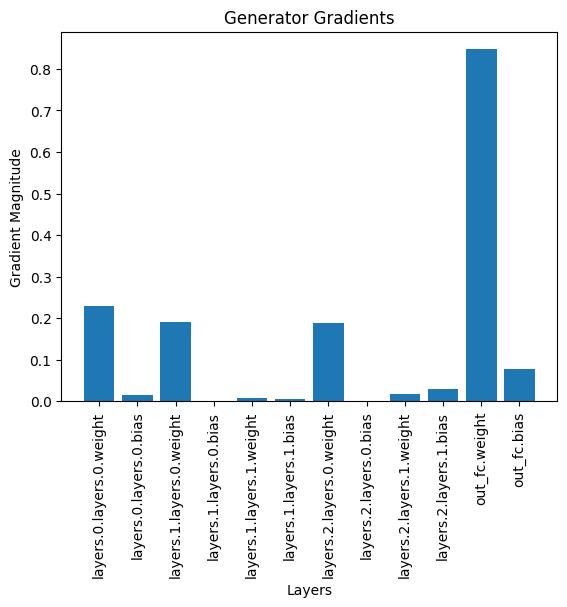 Generator Gradients
Gradient Magnitude
0.8
0.7
0.6
0.5
0.4
0.3
0.2
0.1
0.0
layers.0.layers.0.weight
layers.0.layers.0.bias
layers.1.layers.0.weight
layers.1.layers.0.bias
layers.1.layers.1.weight
layers.1.layers.1.bias
layers.2.layers.0.weight
layers.2.layers.0.bias
layers.2.layers.1.weight
layers.2.layers.1.bias
out_fc.weight
out_fc.bias
Layers